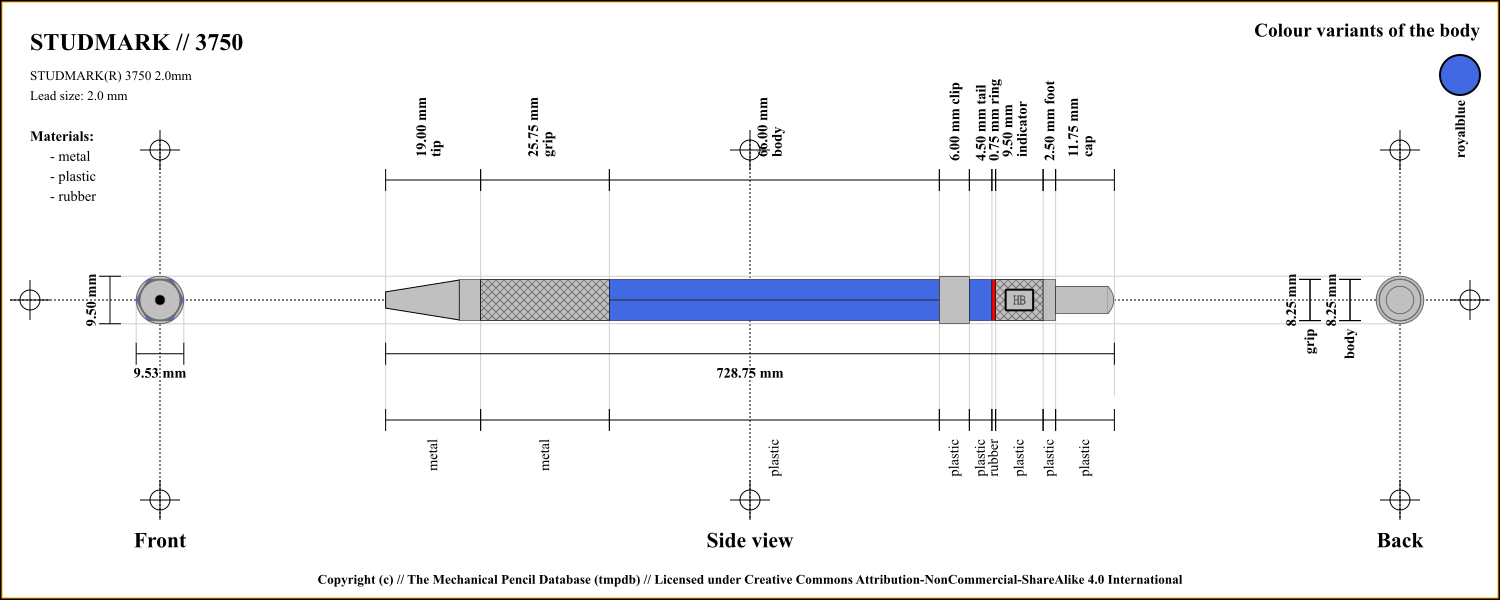 STUDMARK // 3750
Colour variants of the body
STUDMARK(R) 3750 2.0mm
Lead size: 2.0 mm
royalblue
Materials:
- metal
- plastic
- rubber
19.00 mm
tip
25.75 mm
grip
66.00 mm
body
6.00 mm clip
4.50 mm tail
0.75 mm ring
9.50 mm
indicator
2.50 mm foot
11.75 mm
cap
9.50 mm
HB
8.25 mm
grip
8.25 mm
body
9.53 mm
728.75 mm
metal
metal
plastic
plastic
plastic
rubber
plastic
plastic
plastic
Front
Side view
Back
Copyright (c) // The Mechanical Pencil Database (tmpdb) // Licensed under Creative Commons Attribution-NonCommercial-ShareAlike 4.0 International